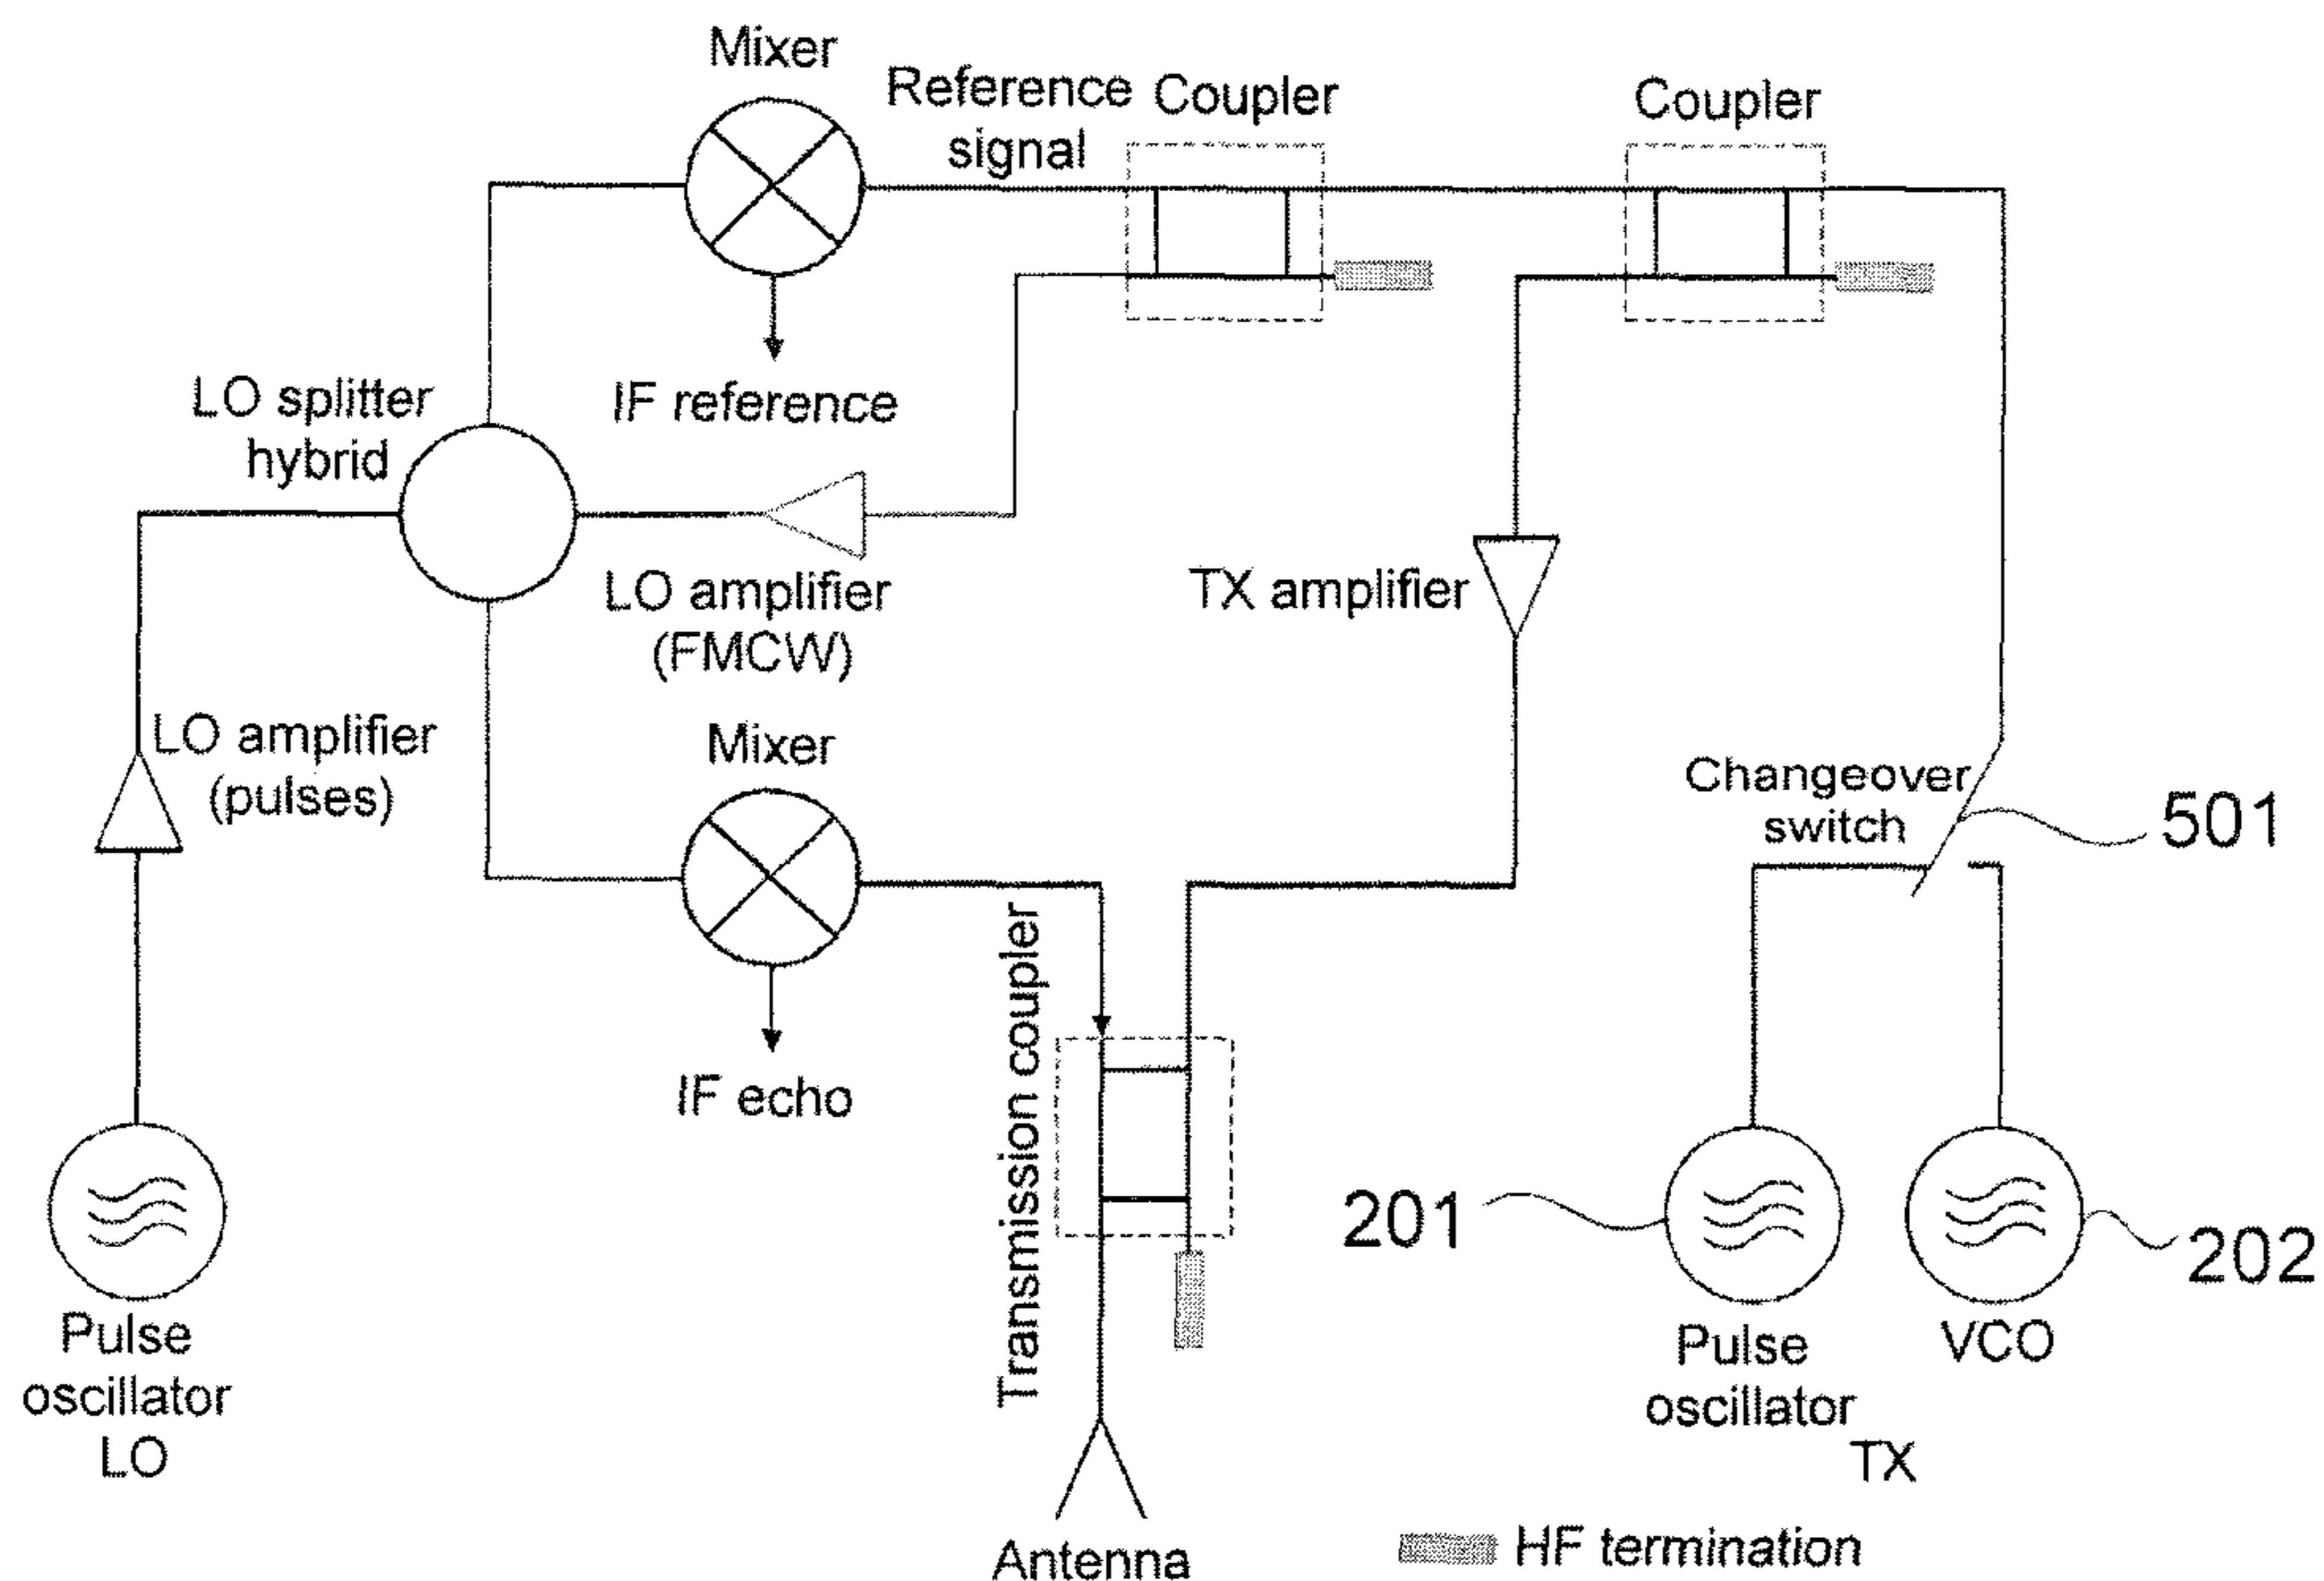 Mixer
Reference
signal
Coupler
Coupler
IF reference
LO splitter
hybrid
LO amplifier
(FMCW)
TX amplifier
LO amplifier
(pulses)
Mixer
Changeover
switch
501
IF echo
Transmission coupler
201
202
Pulse
oscillator
LO
Pulse
oscillator
TX
VCO
Antenna
HF termination